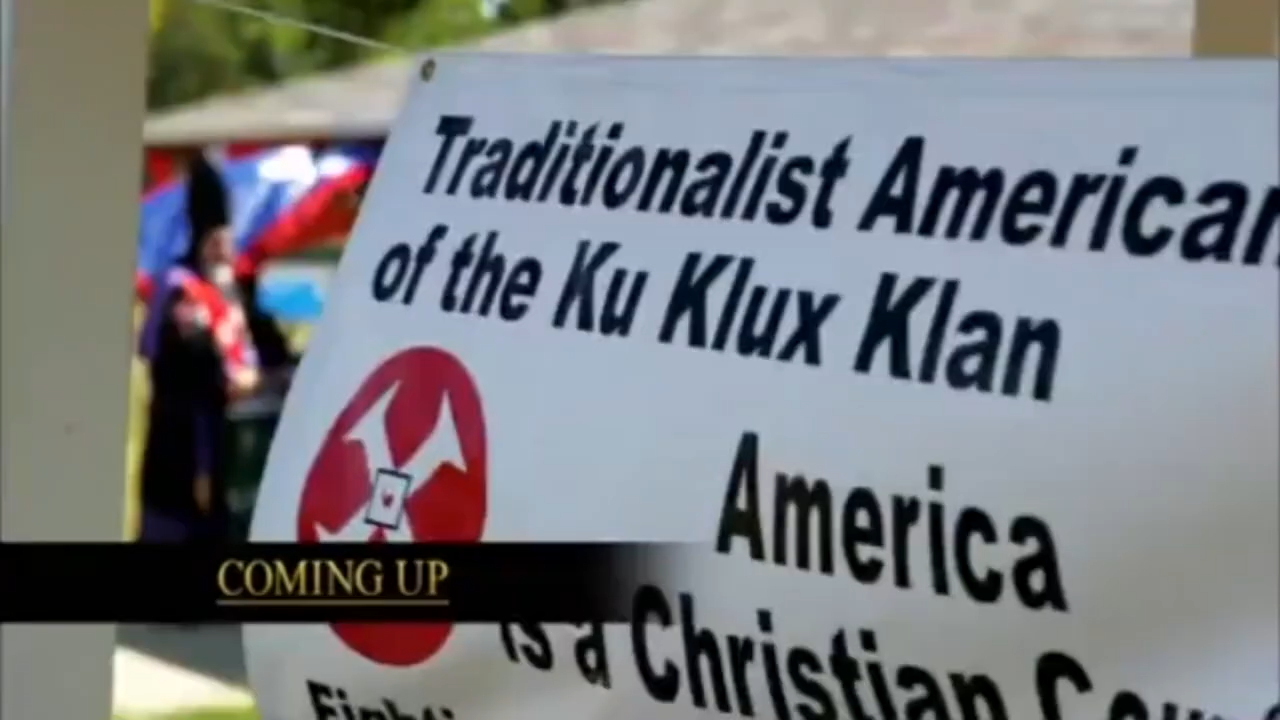 Traditionalist American
of the Ku Klux Klan
America
is a Christian
COMING UP